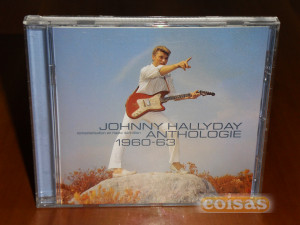 JOHNNY HALLYDAY
ANTHOLOGIE
1960-63
coisas